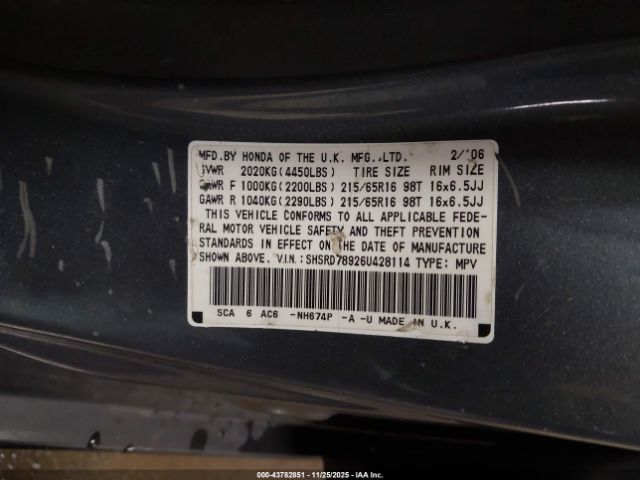 MFD.BY HONDA OF THE U.K. MFG.,LTD. 2/'06
GVWR 2020KG(4450LBS) TIRE SIZE RIM SIZE
GAWR F 1000KG(2200LBS) 215/65R16 98T 16x6.5JJ
GAWR R 1040KG(2290LBS) 215/65R16 98T 16x6.5JJ
THIS VEHICLE CONFORMS TO ALL APPLICABLE FEDE-
RAL MOTOR VEHICLE SAFETY AND THEFT PREVENTION
STANDARDS IN EFFECT ON THE DATE OF MANUFACTURE
SHOWN ABOVE. V.I.N.: SHSRD78926U428114 TYPE: MPV
SCA 6 AC6 -NH674P -A -U MADE IN U.K.
000-43782851 - 11/25/2025 - IAAI.COM